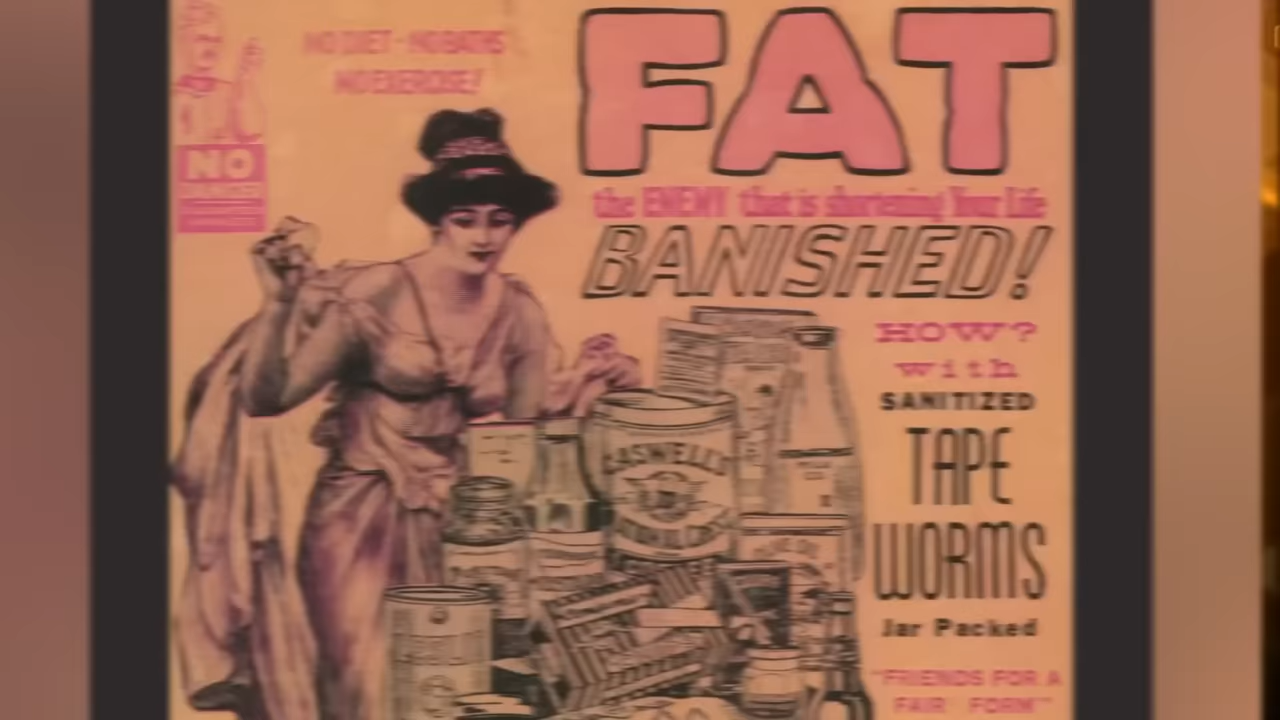 NO DIET - NO BATHS
NO EXERCISE!
NO
FAT
the ENEMY that is shortening Your Life
BANISHED!
HOW?
with
SANITIZED
TAPE
WORMS
Jar Packed
"FRIENDS FOR A
FAIR FORM"
CASWELL'S